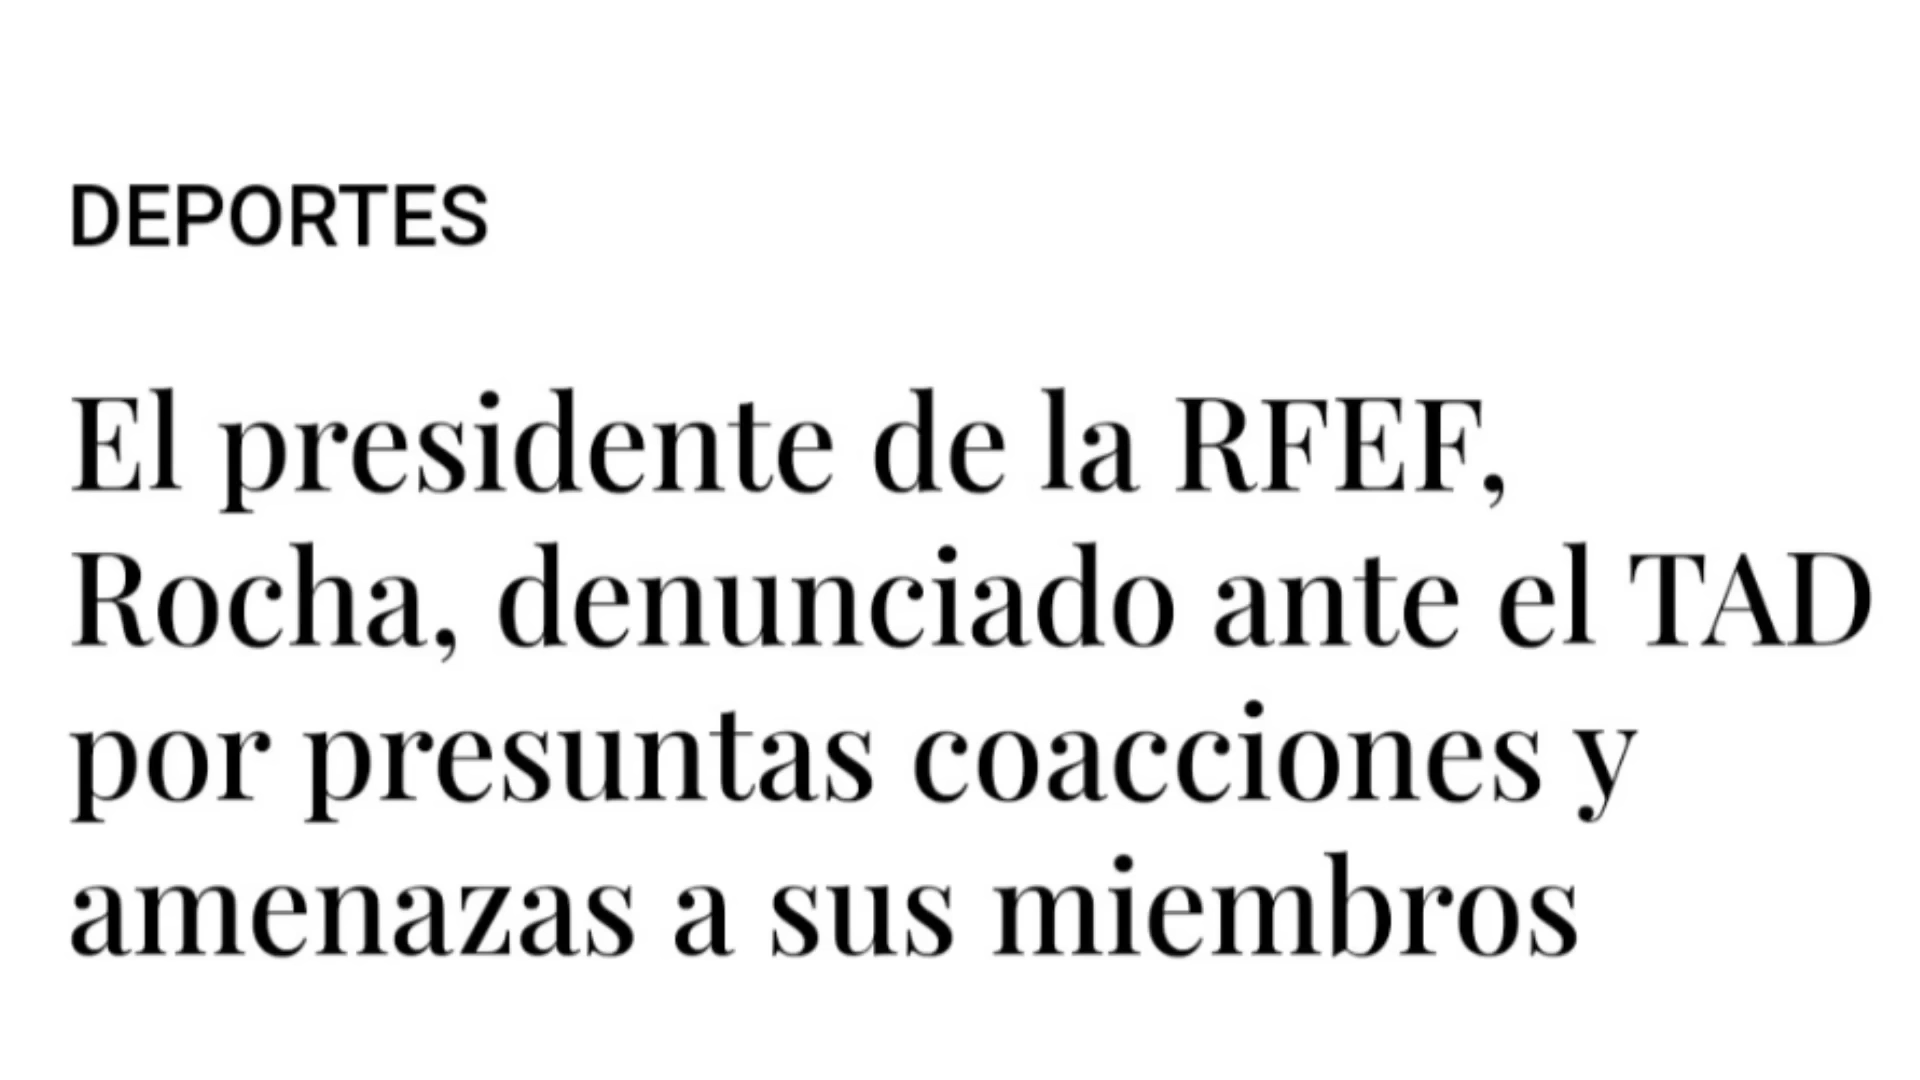 DEPORTES
El presidente de la RFEF,
Rocha, denunciado ante el TAD
por presuntas coacciones y
amenazas a sus miembros